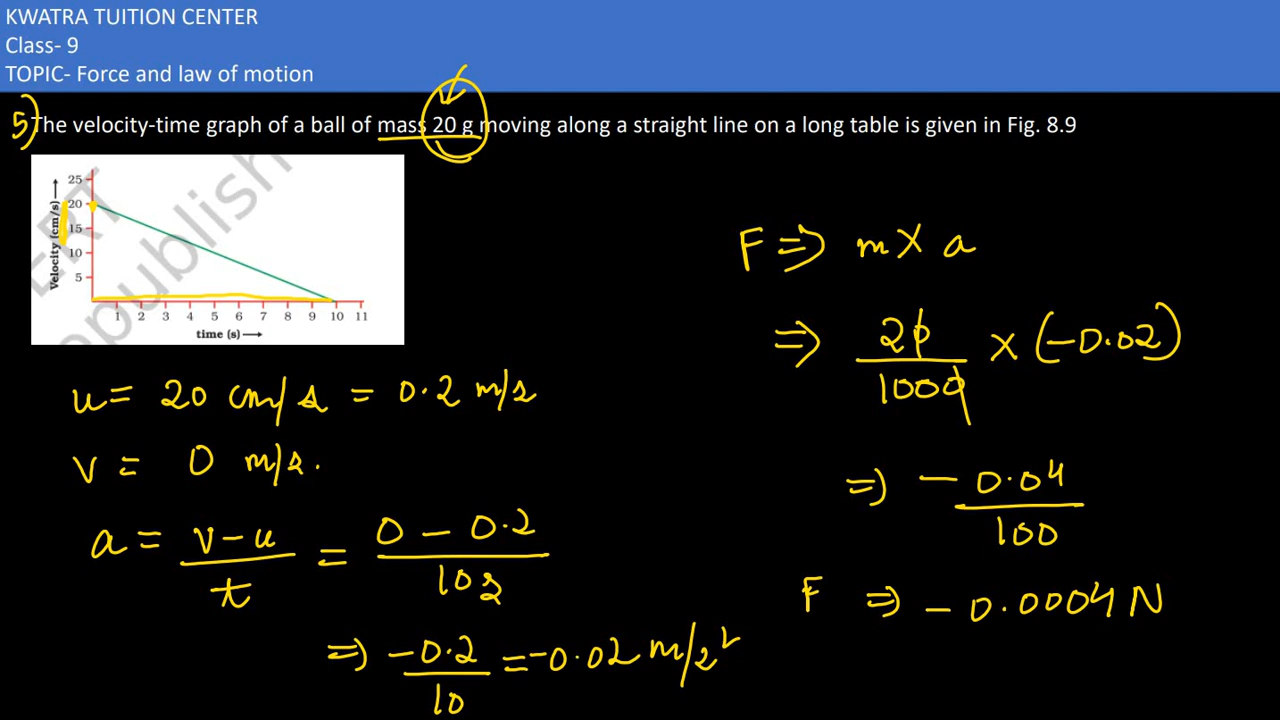 KWATRA TUITION CENTER
Class- 9
TOPIC- Force and law of motion
5) The velocity-time graph of a ball of mass 20 g moving along a straight line on a long table is given in Fig. 8.9
ERT
republish
Velocity (cm/s)
25
20
15
10
5
1 2 3 4 5 6 7 8 9 10 11
time (s)
u = 20 cm/s = 0.2 m/s
v = 0 m/s.
a = v-u / t = 0 - 0.2 / 10s
⇒ -0.2 / 10 = -0.02 m/s²
F ⇒ m x a
⇒ 20 / 1000 x (-0.02)
⇒ - 0.04 / 100
F ⇒ - 0.0004 N